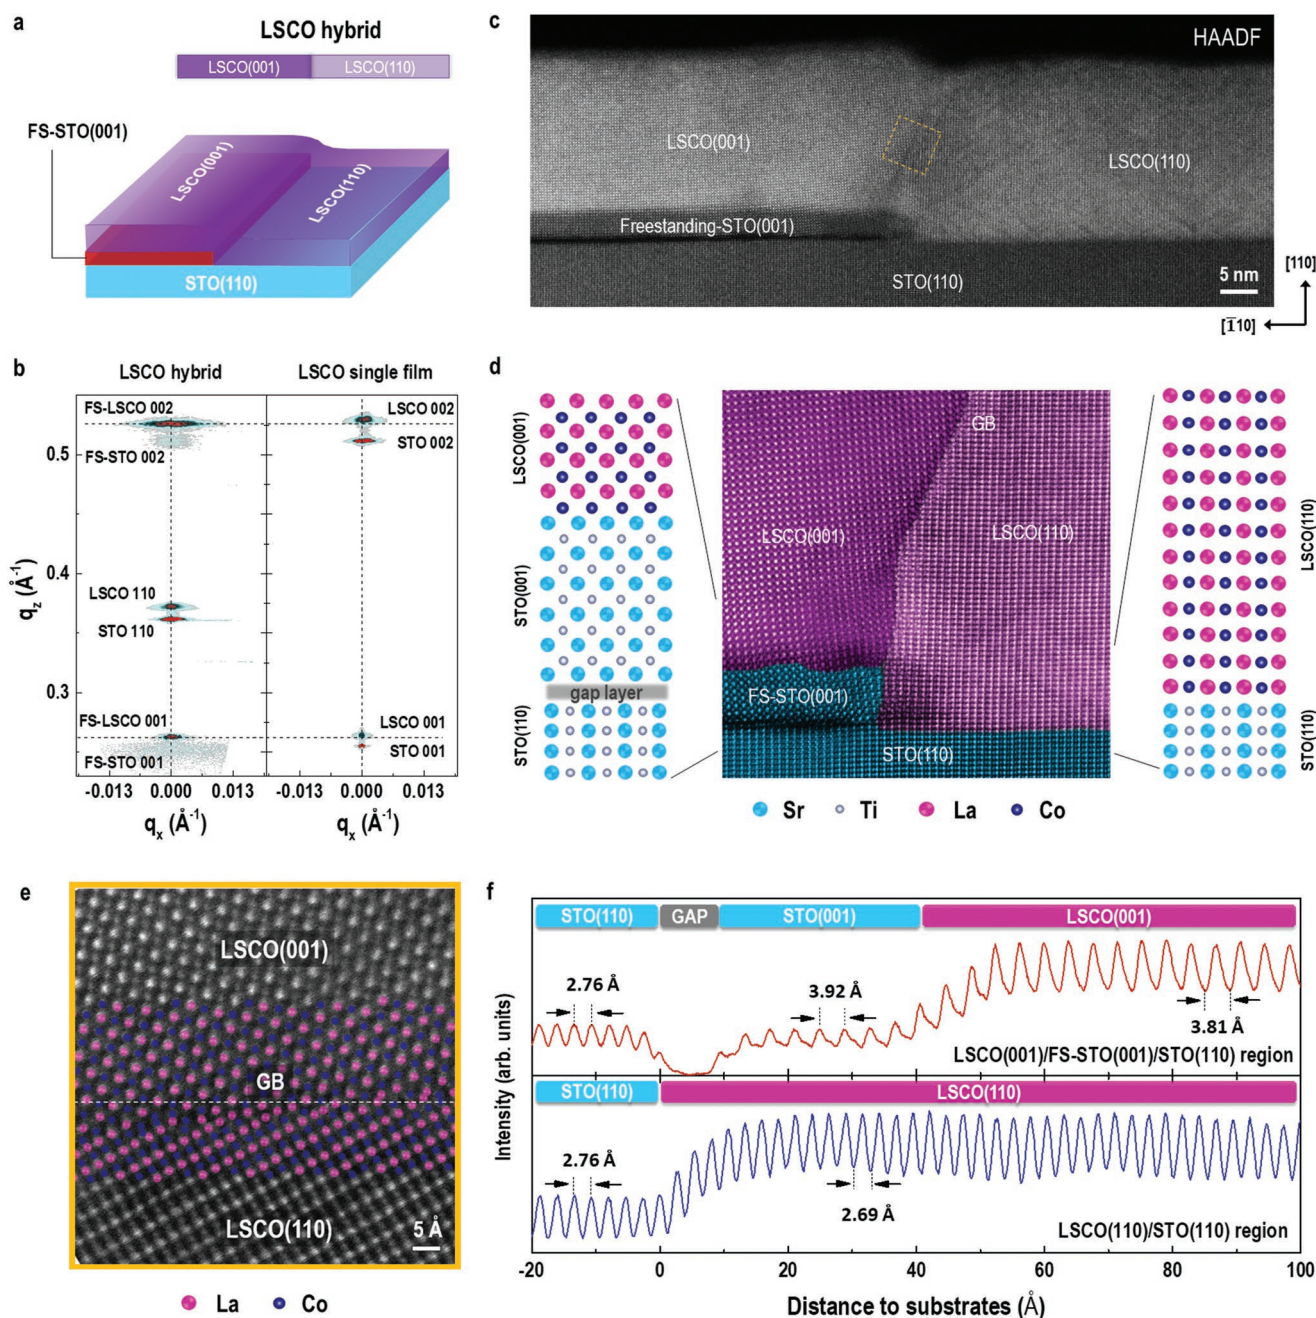 a
LSCO hybrid
LSCO(001) LSCO(110)
FS-STO(001)
LSCO(001)
LSCO(110)
STO(110)
b
LSCO hybrid LSCO single film
FS-LSCO 002
FS-STO 002
LSCO 110
STO 110
FS-LSCO 001
FS-STO 001
LSCO 002
STO 002
LSCO 001
STO 001
0.5
0.4
0.3
q_z (Å⁻¹)
-0.013 0.000 0.013 -0.013 0.000 0.013
q_x (Å⁻¹) q_x (Å⁻¹)
c
HAADF
LSCO(001)
LSCO(110)
Freestanding-STO(001)
STO(110)
5 nm
[110]
[1̅10]
d
LSCO(001)
STO(001)
gap layer
STO(110)
GB
LSCO(001)
LSCO(110)
FS-STO(001)
STO(110)
LSCO(110)
STO(110)
Sr Ti La Co
e
LSCO(001)
GB
LSCO(110)
5 Å
La Co
f
STO(110) GAP STO(001) LSCO(001)
2.76 Å
3.92 Å
3.81 Å
LSCO(001)/FS-STO(001)/STO(110) region
STO(110) LSCO(110)
2.76 Å
2.69 Å
LSCO(110)/STO(110) region
Intensity (arb. units)
-20 0 20 40 60 80 100
Distance to substrates (Å)